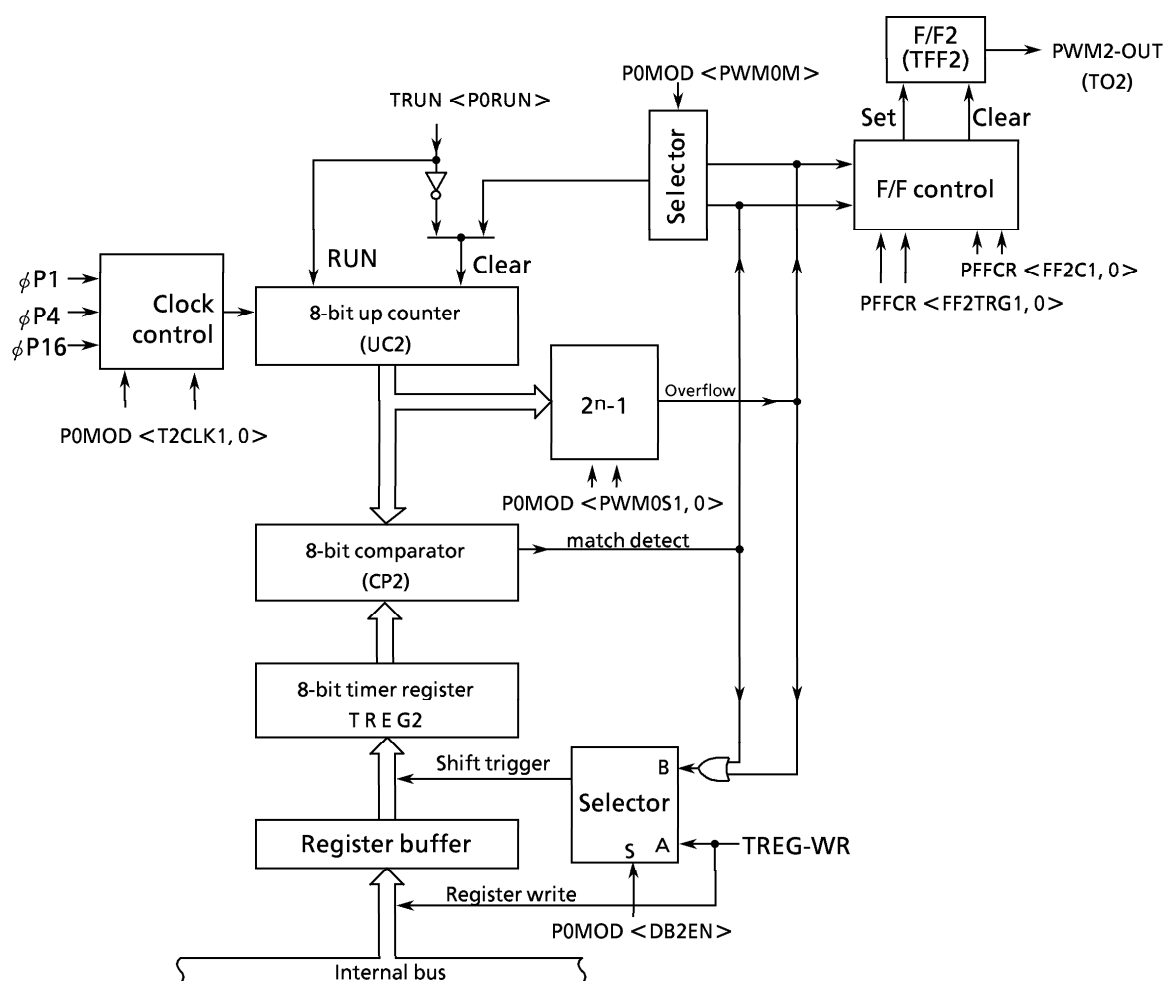 F/F2
(TFF2)
PWM2-OUT
(TO2)
P0MOD <PWM0M>
TRUN <P0RUN>
Set
Clear
Selector
F/F control
RUN
Clear
PFFCR <FF2C1, 0>
PFFCR <FF2TRG1, 0>
φP1
φP4
φP16
Clock
control
8-bit up counter
(UC2)
P0MOD <T2CLK1, 0>
2n-1
Overflow
P0MOD <PWM0S1, 0>
8-bit comparator
(CP2)
match detect
8-bit timer register
TREG2
Shift trigger
B
Selector
S
A
TREG-WR
Register buffer
Register write
P0MOD <DB2EN>
Internal bus